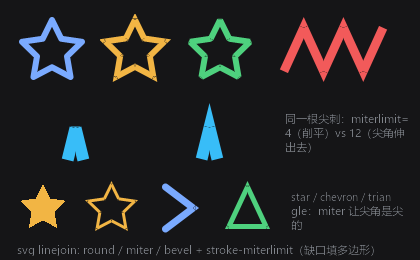 同一根尖刺：miterlimit=
4（削平）vs 12（尖角伸
出去）
star / chevron / trian
gle：miter 让尖角是尖
的
svg linejoin: round / miter / bevel + stroke-miterlimit（缺口填多边形）